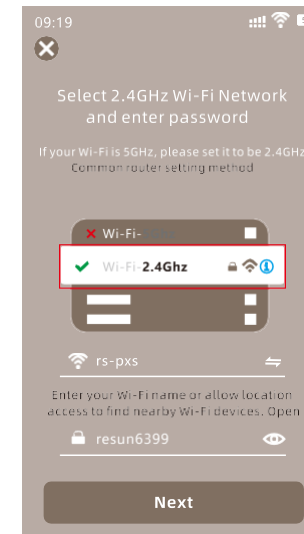 09:19
Select 2.4GHz Wi-Fi Network
and enter password
If your Wi-Fi is 5GHz, please set it to be 2.4GHz
Common router setting method
Wi-Fi-
Wi-Fi-2.4Ghz
rs-pxs
Enter your Wi-Fi name or allow location
access to find nearby Wi-Fi devices. Open
resun6399
Next